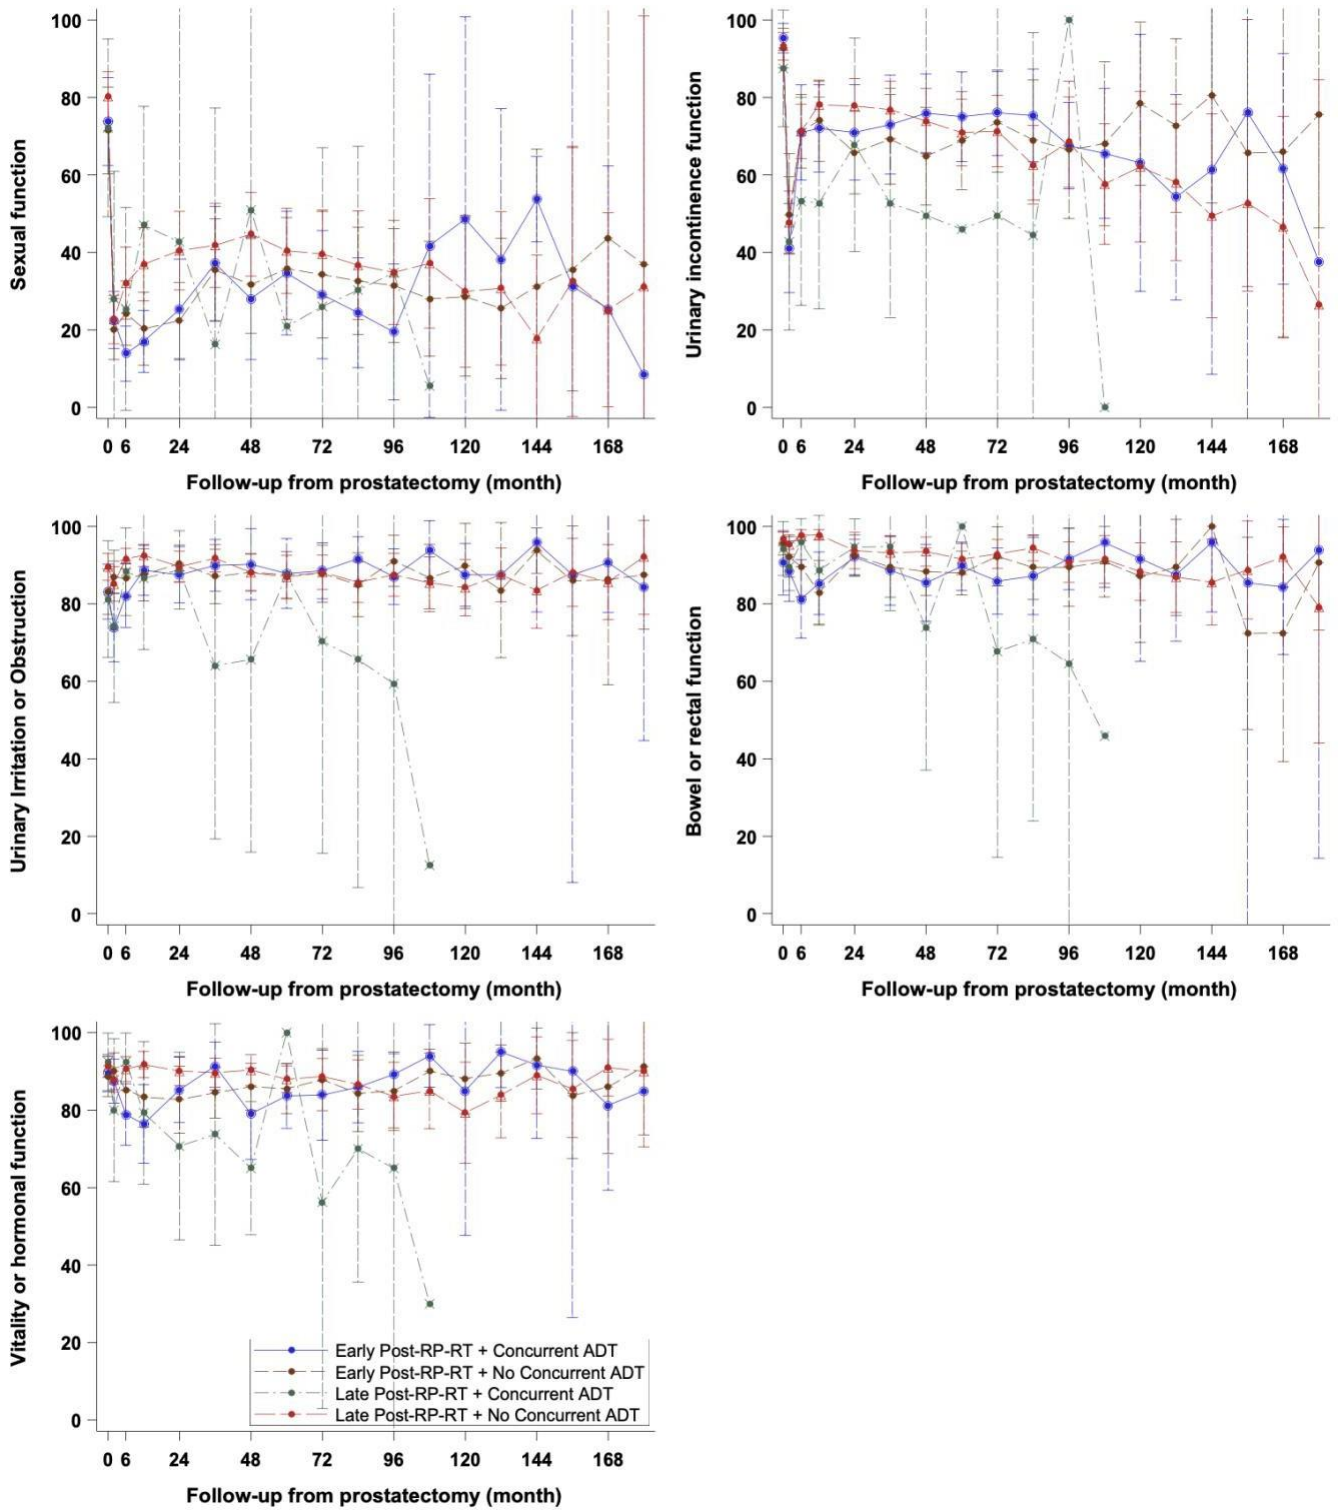 Sexual function
100
80
60
40
20
0
0 6 24 48 72 96 120 144 168
Follow-up from prostatectomy (month)
Urinary incontinence function
100
80
60
40
20
0
0 6 24 48 72 96 120 144 168
Follow-up from prostatectomy (month)
Urinary Irritation or Obstruction
100
80
60
40
20
0
0 6 24 48 72 96 120 144 168
Follow-up from prostatectomy (month)
Bowel or rectal function
100
80
60
40
20
0
0 6 24 48 72 96 120 144 168
Follow-up from prostatectomy (month)
Vitality or hormonal function
100
80
60
40
20
0
Early Post-RP-RT + Concurrent ADT
Early Post-RP-RT + No Concurrent ADT
Late Post-RP-RT + Concurrent ADT
Late Post-RP-RT + No Concurrent ADT
0 6 24 48 72 96 120 144 168
Follow-up from prostatectomy (month)